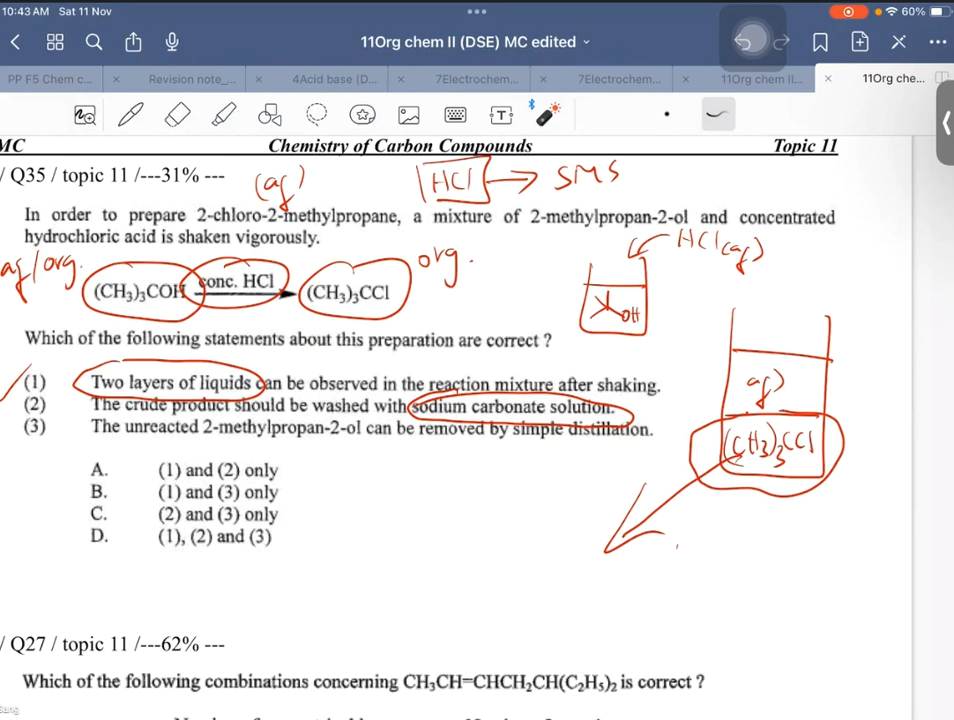 10:43 AM Sat 11 Nov
60%
11Org chem II (DSE) MC edited
PP F5 Chem c... × Revision note_... × 4Acid base (D... × 7Electrochem... × 7Electrochem... × 11Org chem II... × 11Org che...
MC Chemistry of Carbon Compounds Topic 11
/ Q35 / topic 11 /---31% ---
(aq)
HCl → SMS
In order to prepare 2-chloro-2-methylpropane, a mixture of 2-methylpropan-2-ol and concentrated
hydrochloric acid is shaken vigorously.
HCl(aq)
aq/org.
(CH₃)₃COH conc. HCl (CH₃)₃CCl
org.
OH
Which of the following statements about this preparation are correct ?
(1) Two layers of liquids can be observed in the reaction mixture after shaking.
(2) The crude product should be washed with sodium carbonate solution.
(3) The unreacted 2-methylpropan-2-ol can be removed by simple distillation.
aq)
(CH3)3CCl
A. (1) and (2) only
B. (1) and (3) only
C. (2) and (3) only
D. (1), (2) and (3)
/ Q27 / topic 11 /---62% ---
Which of the following combinations concerning CH₃CH=CHCH₂CH(C₂H₅)₂ is correct ?